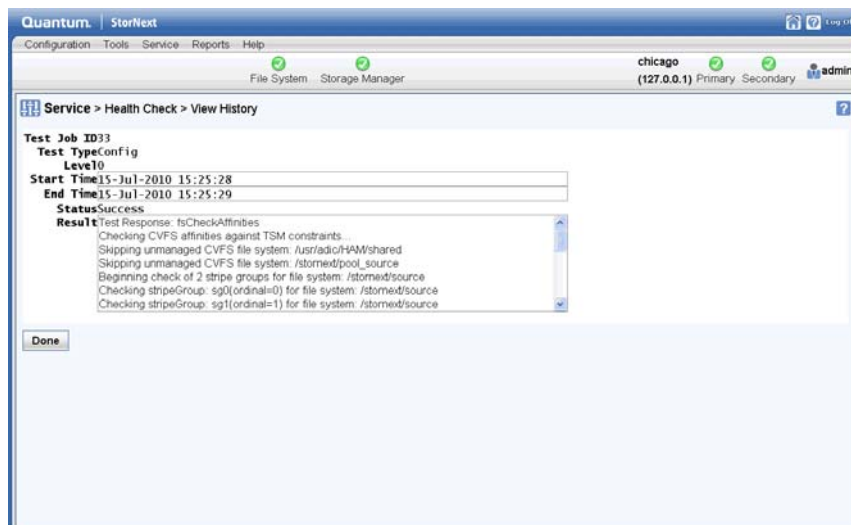 Quantum. | StorNext
Configuration Tools Service Reports Help
File System Storage Manager
chicago
(127.0.0.1) Primary Secondary
admin
Service > Health Check > View History
Test Job ID33
Test TypeConfig
Level0
Start Time15-Jul-2010 15:25:28
End Time15-Jul-2010 15:25:29
StatusSuccess
ResultTest Response: fsCheckAffinities
Checking CVFS affinities against TSM constraints...
Skipping unmanaged CVFS file system: /usr/adic/HAM/shared
Skipping unmanaged CVFS file system: /stornext/pool_source
Beginning check of 2 stripe groups for file system: /stornext/source
Checking stripeGroup: sg0(ordinal=0) for file system: /stornext/source
Checking stripeGroup: sg1(ordinal=1) for file system: /stornext/source
Done